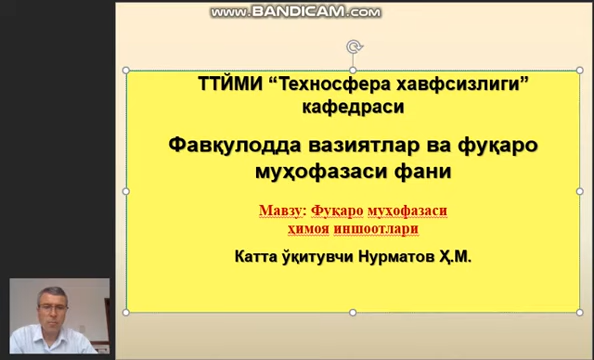 www.BANDICAM.com
ТТЙМИ “Техносфера хавфсизлиги”
кафедраси
Фавқулодда вазиятлар ва фуқаро
муҳофазаси фани
Мавзу: Фуқаро муҳофазаси
ҳимоя иншоотлари
Катта ўқитувчи Нурматов Ҳ.М.